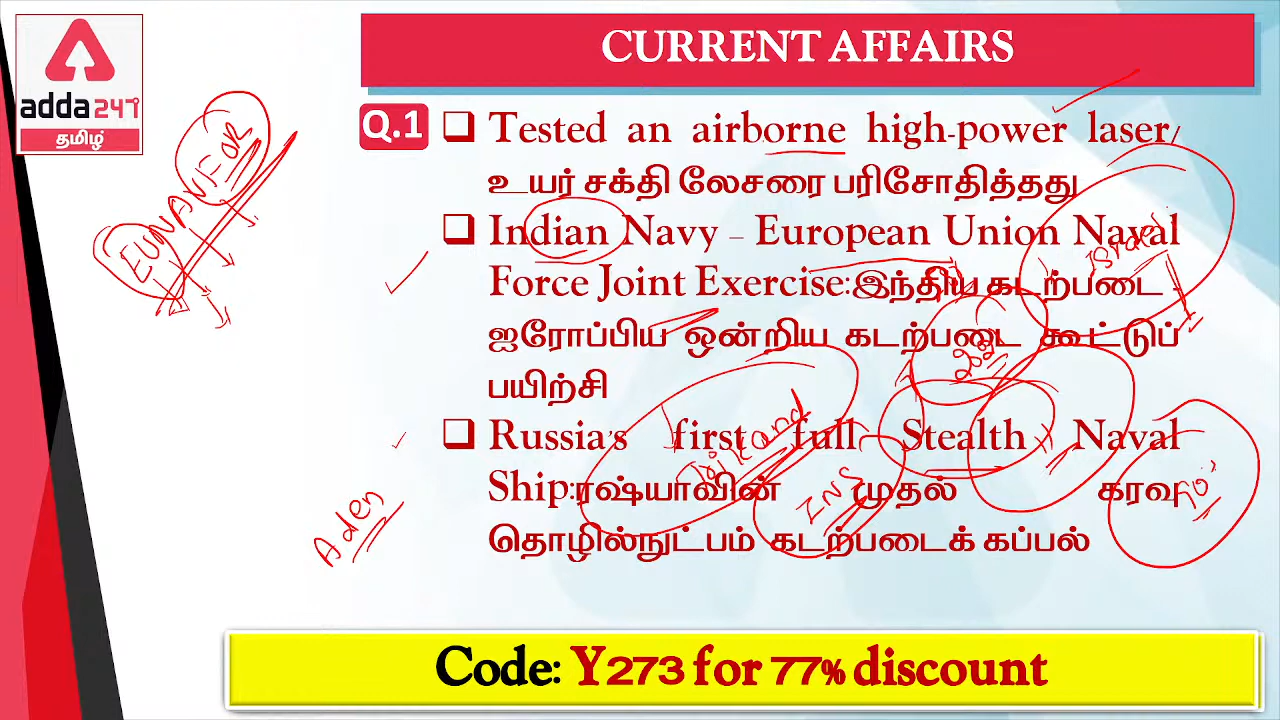 adda247
தமிழ்
CURRENT AFFAIRS
Q.1
❑ Tested an airborne high-power laser/
உயர் சக்தி லேசரை பரிசோதித்தது
❑ Indian Navy – European Union Naval
Force Joint Exercise:இந்திய கடற்படை -
ஐரோப்பிய ஒன்றிய கடற்படை கூட்டுப்
பயிற்சி
❑ Russia's first full Stealth Naval
Ship:ரஷ்யாவின் முதல் கரவு
தொழில்நுட்பம் கடற்படைக் கப்பல்
EUNAVFOR
Israel
2021
INS
Aden
Code: Y273 for 77% discount